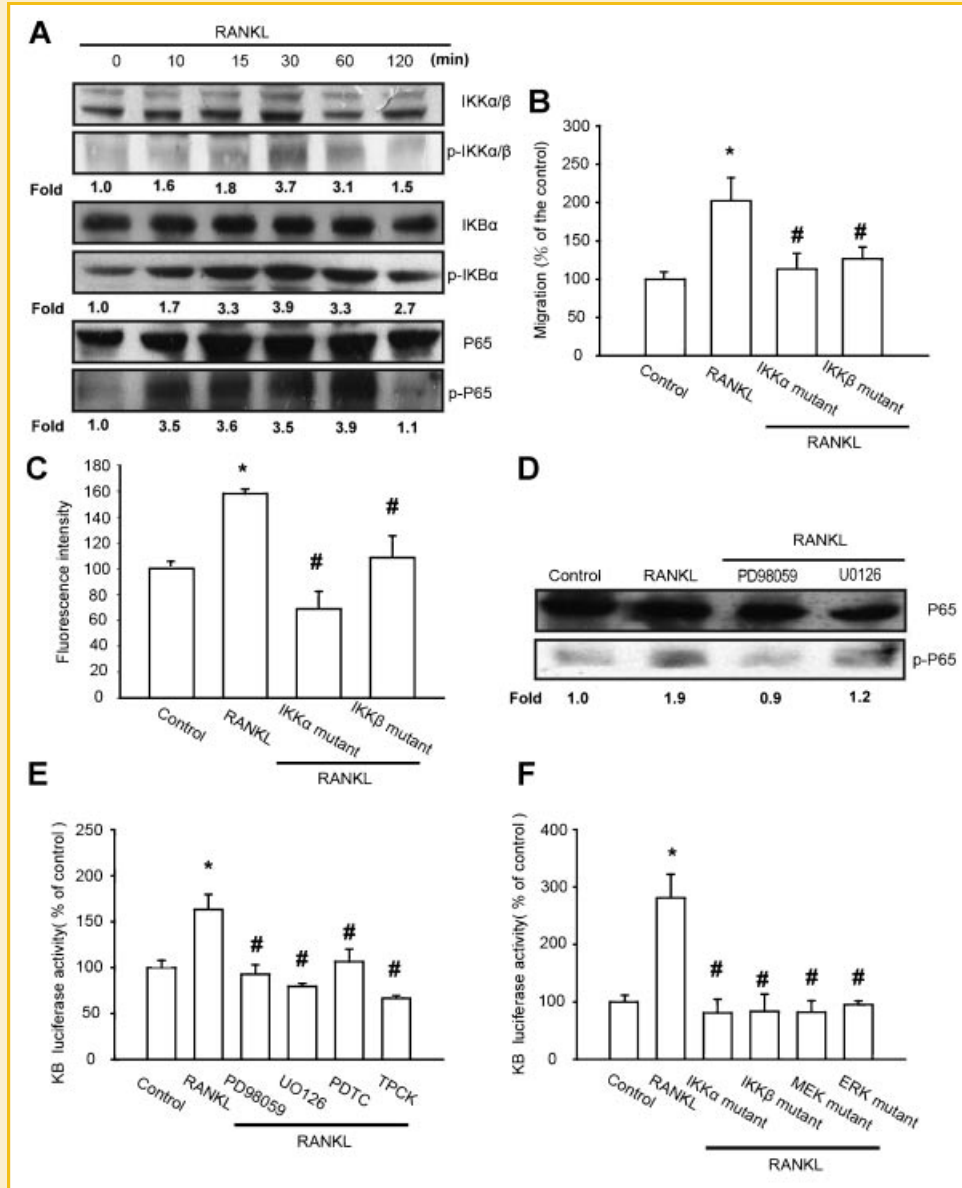 A
RANKL
0 10 15 30 60 120 (min)
IKKα/β
p-IKKα/β
Fold 1.0 1.6 1.8 3.7 3.1 1.5
IKBα
p-IKBα
Fold 1.0 1.7 3.3 3.9 3.3 2.7
P65
p-P65
Fold 1.0 3.5 3.6 3.5 3.9 1.1
B
Migration (% of the control)
300
250
200
150
100
50
0
*
#
#
Control
RANKL
IKKα mutant
IKKβ mutant
RANKL
C
Fluorescence intensity
180
160
140
120
100
80
60
40
20
0
*
#
#
Control
RANKL
IKKα mutant
IKKβ mutant
RANKL
D
RANKL
Control RANKL PD98059 U0126
P65
p-P65
Fold 1.0 1.9 0.9 1.2
E
KB luciferase activity( % of control )
250
200
150
100
50
0
*
#
#
#
#
Control
RANKL
PD98059
UO126
PDTC
TPCK
RANKL
F
KB luciferase activity( % of control )
400
300
200
100
0
*
#
#
#
#
Control
RANKL
IKKα mutant
IKKβ mutant
MEK mutant
ERK mutant
RANKL